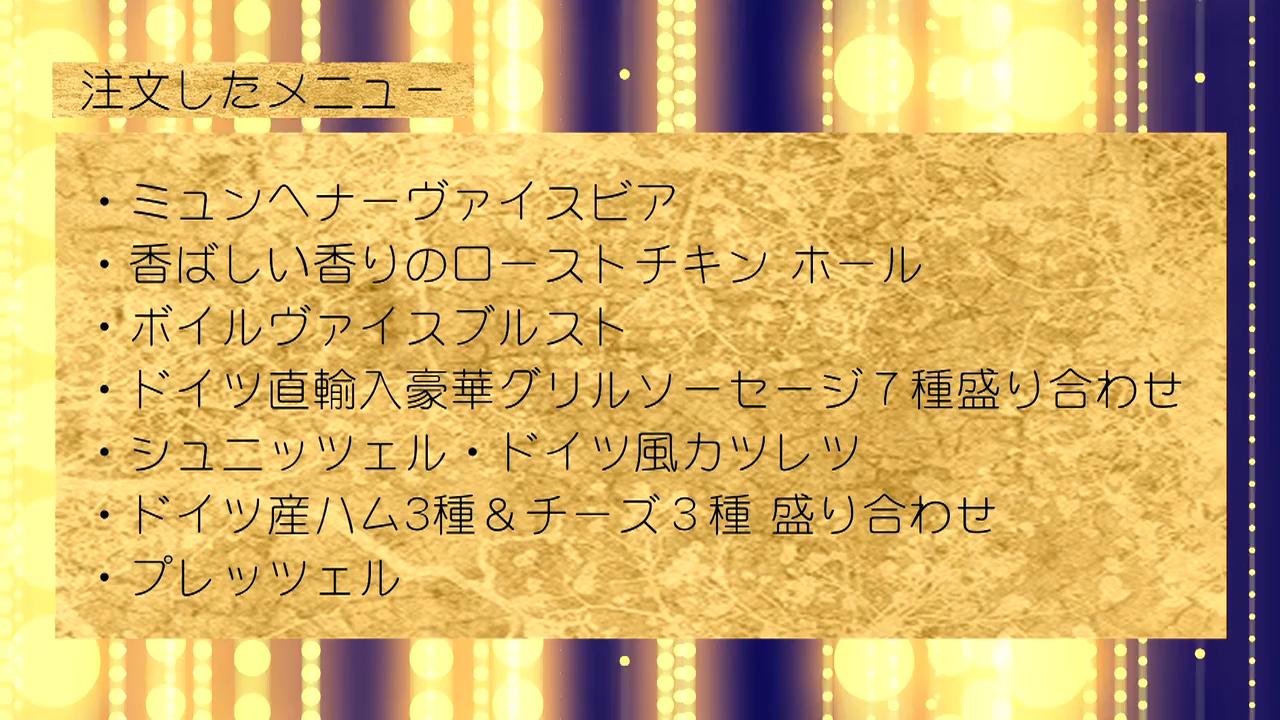 注文したメニュー
・ミュンヘナーヴァイスビア
・香ばしい香りのローストチキン ホール
・ボイルヴァイスブルスト
・ドイツ直輸入豪華グリルソーセージ７種盛り合わせ
・シュニッツェル・ドイツ風カツレツ
・ドイツ産ハム3種＆チーズ３種 盛り合わせ
・プレッツェル